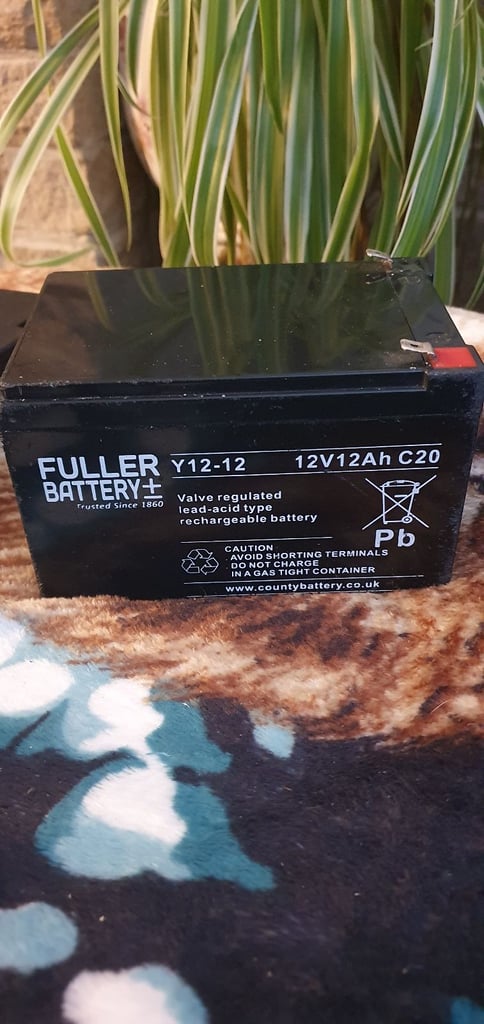 FULLER
BATTERY±
Trusted Since 1860
Y12-12 12V12Ah C20
Valve regulated
lead-acid type
rechargeable battery
Pb
CAUTION
. AVOID SHORTING TERMINALS
. DO NOT CHARGE
IN A GAS TIGHT CONTAINER
www.countybattery.co.uk